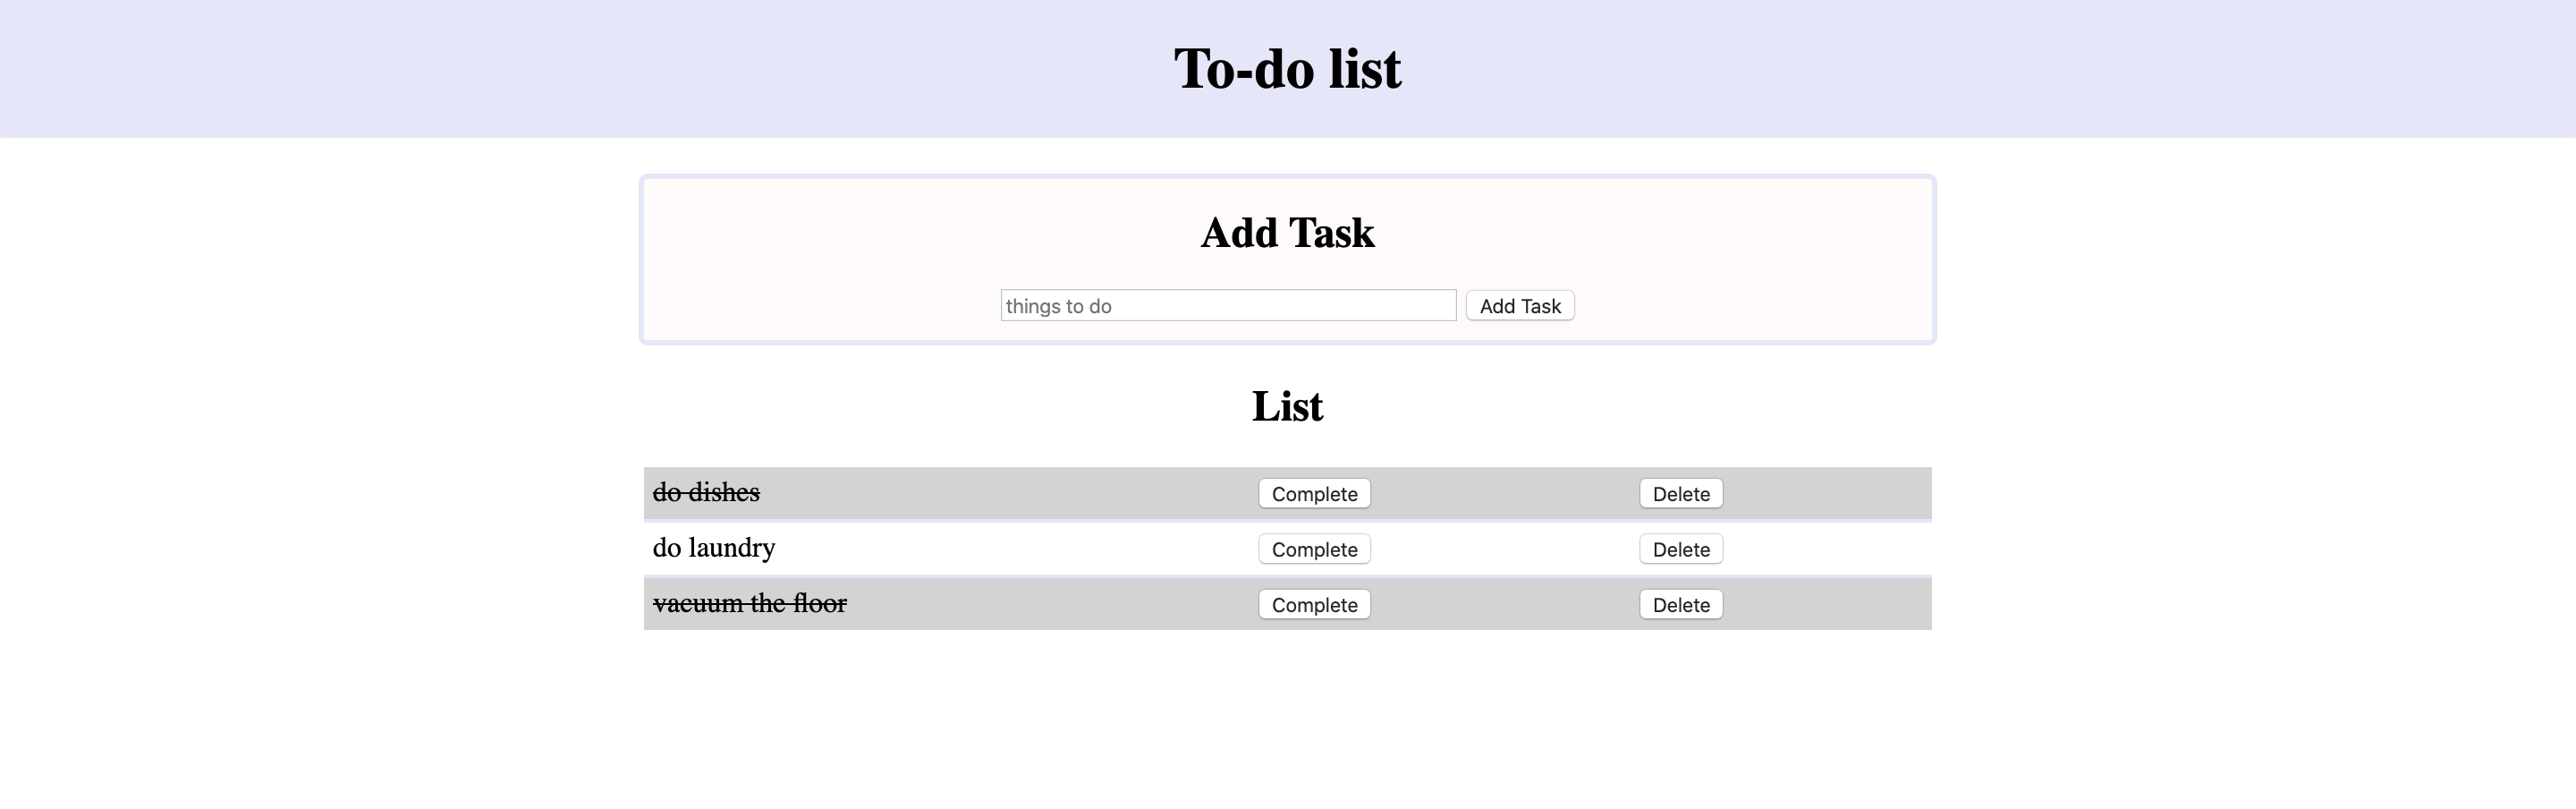 To-do list
Add Task
things to do Add Task
List
do dishes Complete Delete
do laundry Complete Delete
vacuum the floor Complete Delete